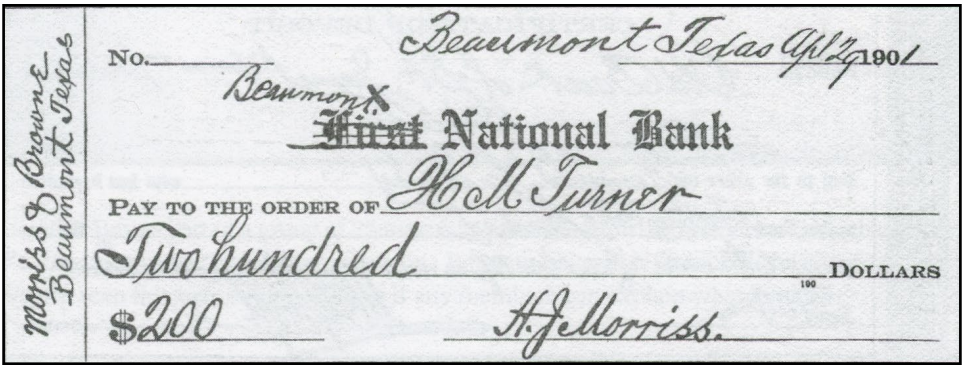 Morriss & Browne
Beaumont Texas
No. Beaumont Texas Apl 29 1901
Beaumont X
First National Bank
PAY TO THE ORDER OF H M Turner
Two hundred DOLLARS
100
$200 A. J. Morriss.